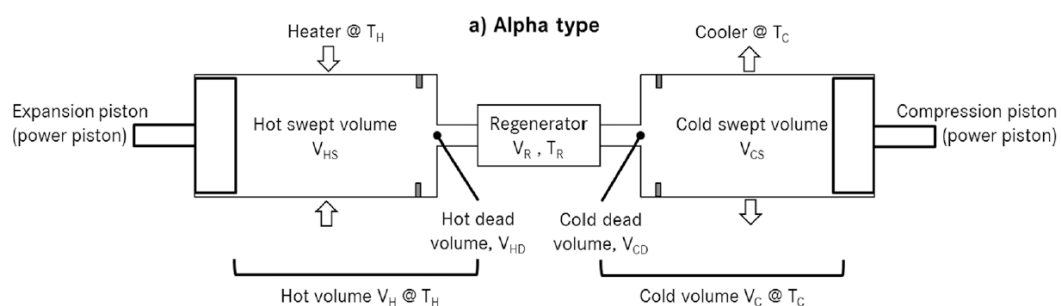 a) Alpha type
Heater @ T_H
Cooler @ T_C
Expansion piston
(power piston)
Hot swept volume
V_HS
Regenerator
V_R , T_R
Cold swept volume
V_CS
Compression piston
(power piston)
Hot dead
volume, V_HD
Cold dead
volume, V_CD
Hot volume V_H @ T_H
Cold volume V_C @ T_C